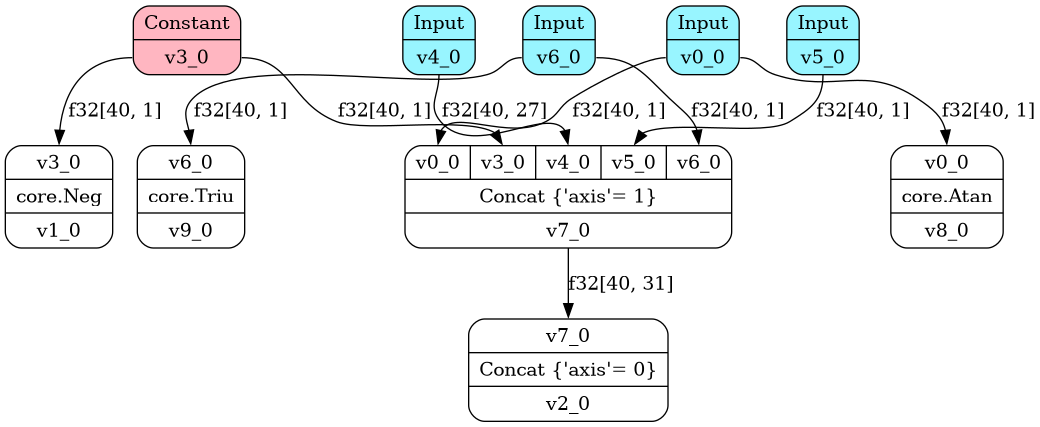 Constant
v3_0
Input
v4_0
Input
v6_0
Input
v0_0
Input
v5_0
f32[40, 1]
f32[40, 1]
f32[40, 1]
f32[40, 27]
f32[40, 1]
f32[40, 1]
f32[40, 1]
f32[40, 1]
v3_0
core.Neg
v1_0
v6_0
core.Triu
v9_0
v0_0 v3_0 v4_0 v5_0 v6_0
Concat {'axis'= 1}
v7_0
v0_0
core.Atan
v8_0
f32[40, 31]
v7_0
Concat {'axis'= 0}
v2_0